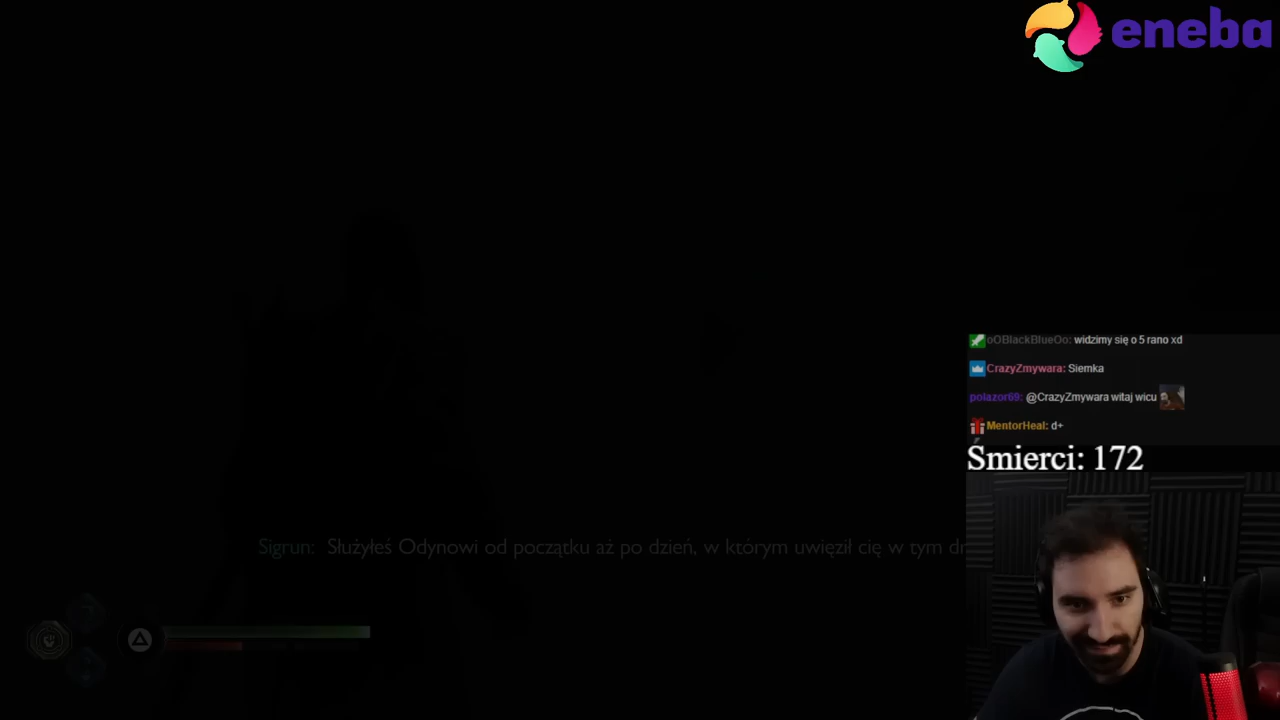 eneba
oOBlackBlueOo: widzimy się o 5 rano xd
CrazyZmywara: Siemka
polazor69: @CrazyZmywara witaj wicu
MentorHeal: d+
Śmierci: 172
Sigrun: Służyłeś Odynowi od początku aż po dzień, w którym uwięził cię w tym